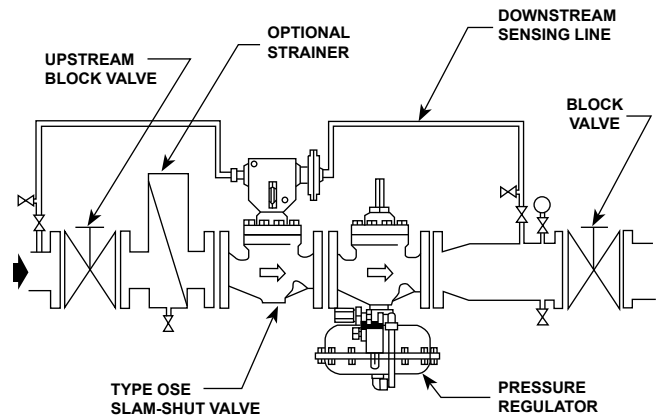 OPTIONAL
STRAINER
DOWNSTREAM
SENSING LINE
UPSTREAM
BLOCK VALVE
BLOCK
VALVE
TYPE OSE
SLAM-SHUT VALVE
PRESSURE
REGULATOR